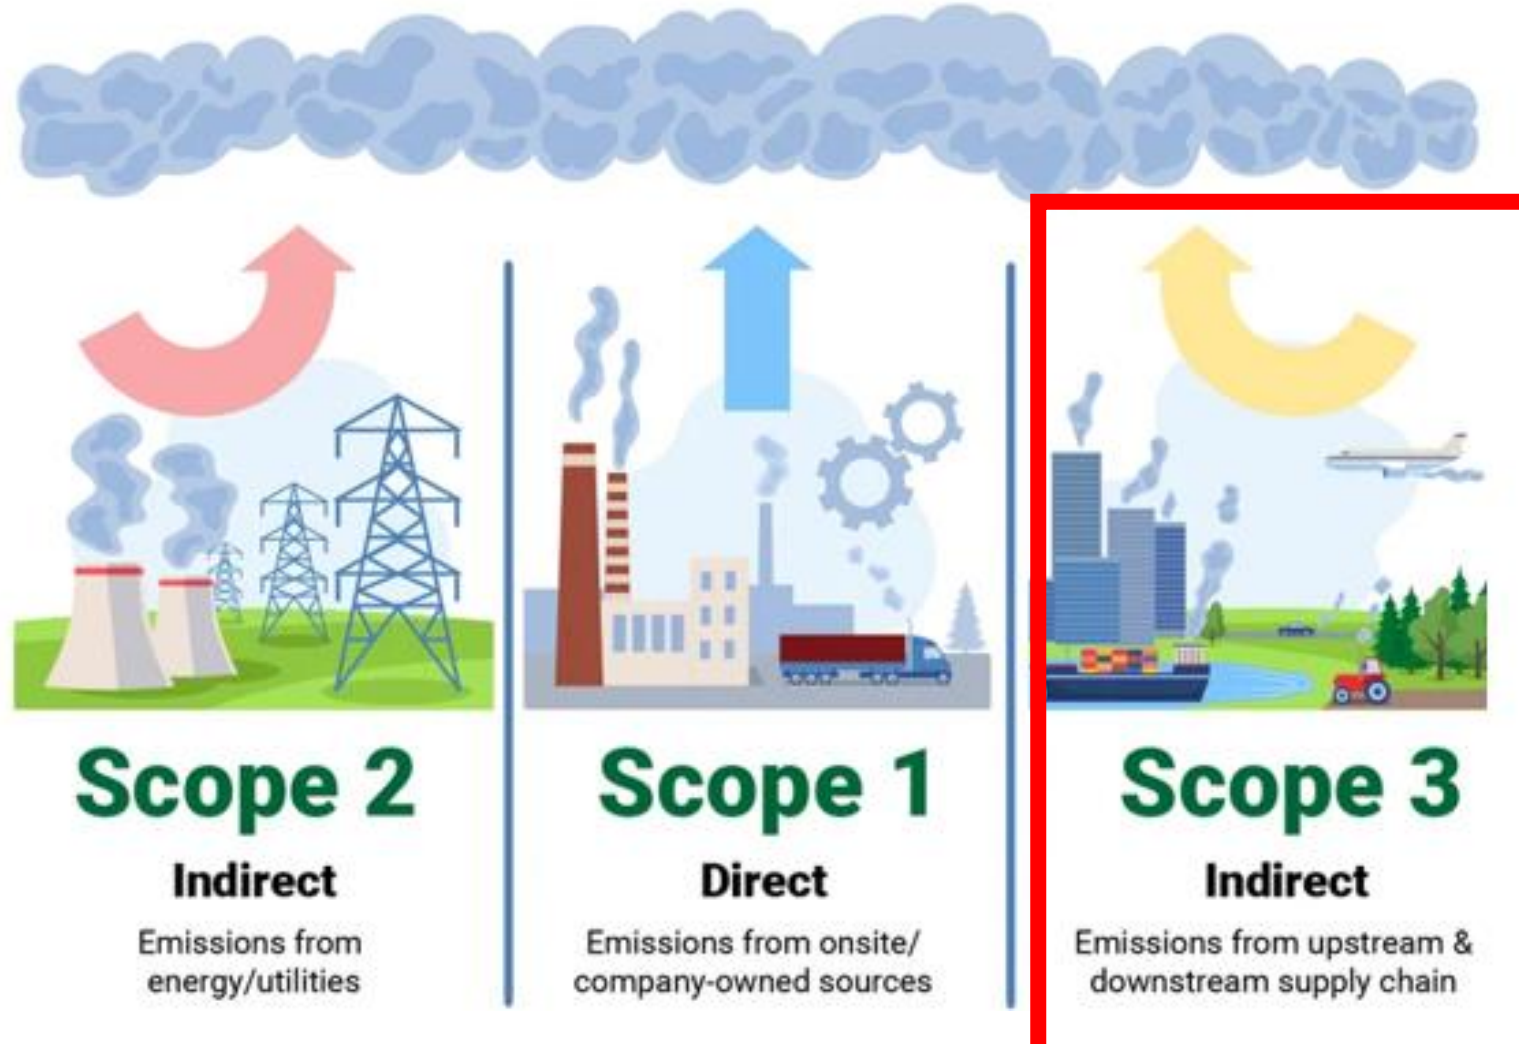 Scope 2
Indirect
Emissions from
energy/utilities
Scope 1
Direct
Emissions from onsite/
company-owned sources
Scope 3
Indirect
Emissions from upstream &
downstream supply chain